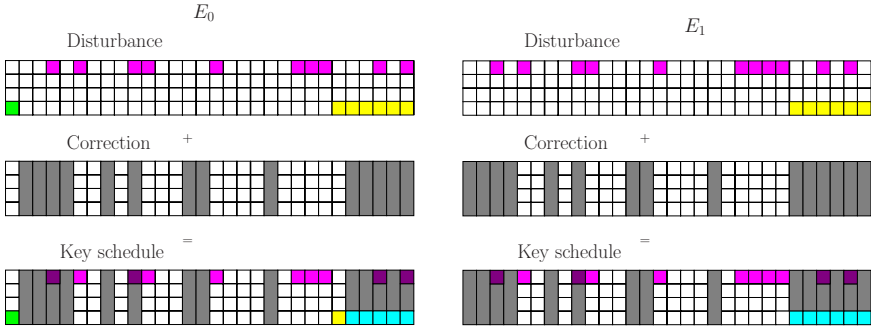 E₀
E₁
Disturbance
Disturbance
Correction +
Correction +
=
=
Key schedule
Key schedule